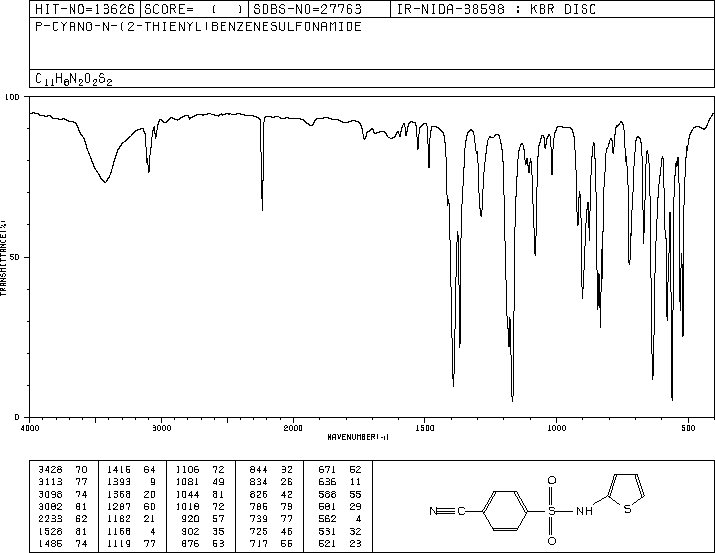 HIT-NO=13626 SCORE= ( ) SDBS-NO=27763 IR-NIDA-38598 : KBR DISC
P-CYANO-N-(2-THIENYL)BENZENESULFONAMIDE
C11H8N2O2S2
100
50
0
TRANSMITTANCE(%)
4000 3000 2000 1500 1000 500
WAVENUMBER(-1)
3428 70 1416 64 1106 72 844 32 671 52
3113 77 1393 9 1081 49 834 26 636 11
3098 74 1368 20 1044 81 826 42 588 55
3082 81 1287 60 1018 72 786 79 581 29
2233 62 1182 21 920 57 739 77 562 4
1528 81 1168 4 902 35 725 46 531 32
1486 74 1119 77 876 63 717 66 521 23
O
N C S NH S
O